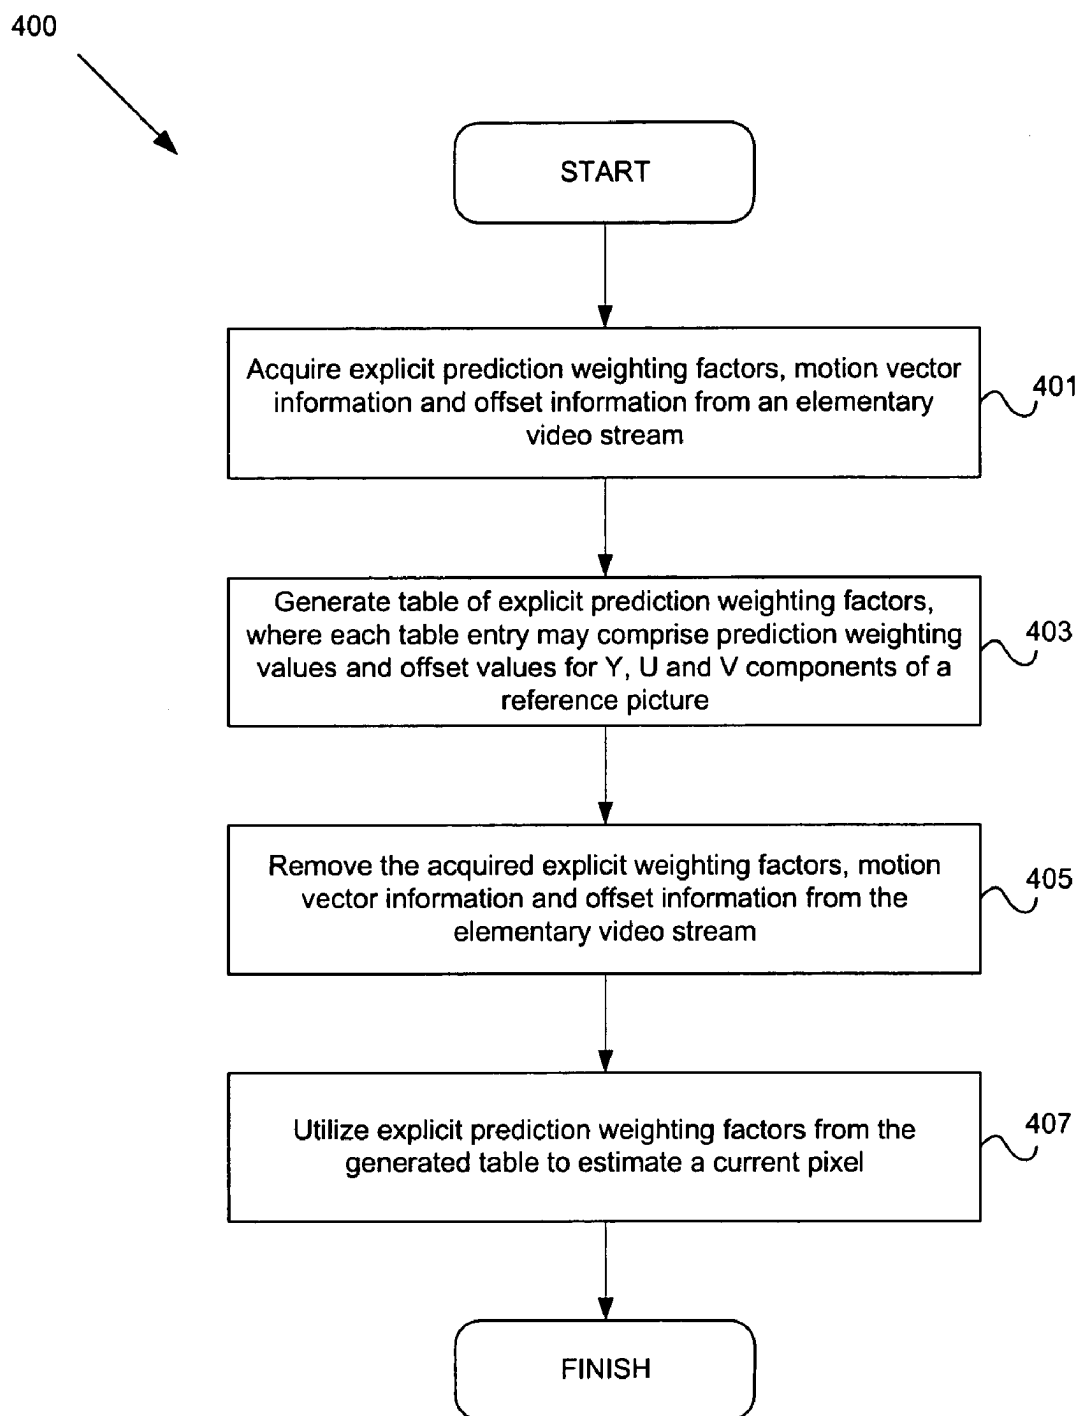 400
START
Acquire explicit prediction weighting factors, motion vector
information and offset information from an elementary
video stream
401
Generate table of explicit prediction weighting factors,
where each table entry may comprise prediction weighting
values and offset values for Y, U and V components of a
reference picture
403
Remove the acquired explicit weighting factors, motion
vector information and offset information from the
elementary video stream
405
Utilize explicit prediction weighting factors from the
generated table to estimate a current pixel
407
FINISH